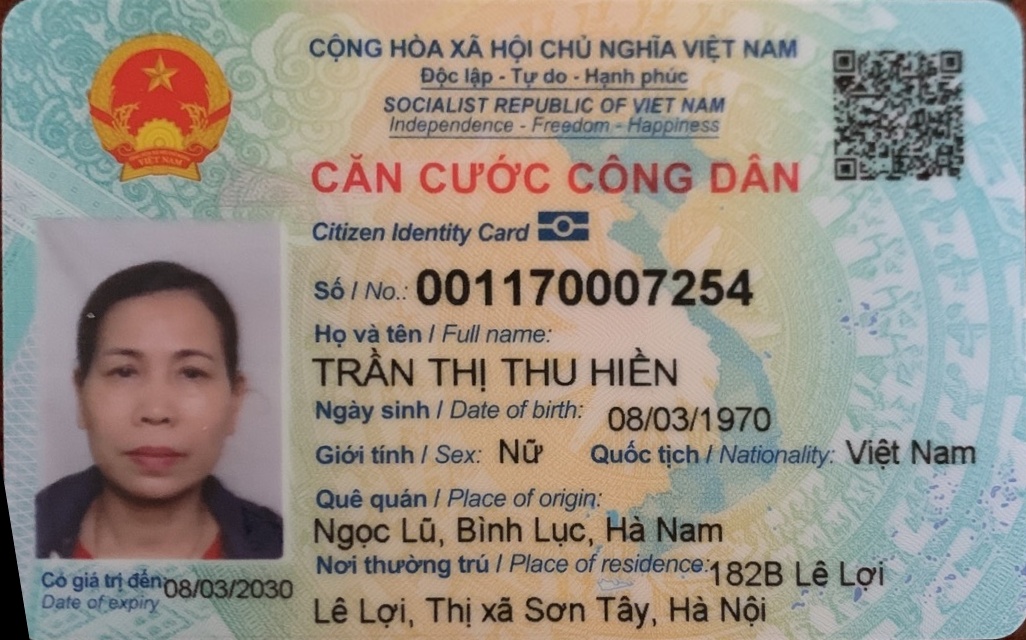 CỘNG HÒA XÃ HỘI CHỦ NGHĨA VIỆT NAM
Độc lập - Tự do - Hạnh phúc
SOCIALIST REPUBLIC OF VIET NAM
Independence - Freedom - Happiness
CĂN CƯỚC CÔNG DÂN
Citizen Identity Card
VIỆT NAM
Số / No.: 001170007254
Họ và tên / Full name:
TRẦN THỊ THU HIỀN
Ngày sinh / Date of birth: 08/03/1970
Giới tính / Sex: Nữ Quốc tịch / Nationality: Việt Nam
Quê quán / Place of origin:
Ngọc Lũ, Bình Lục, Hà Nam
Nơi thường trú / Place of residence: 182B Lê Lợi
Lê Lợi, Thị xã Sơn Tây, Hà Nội
Có giá trị đến: 08/03/2030
Date of expiry